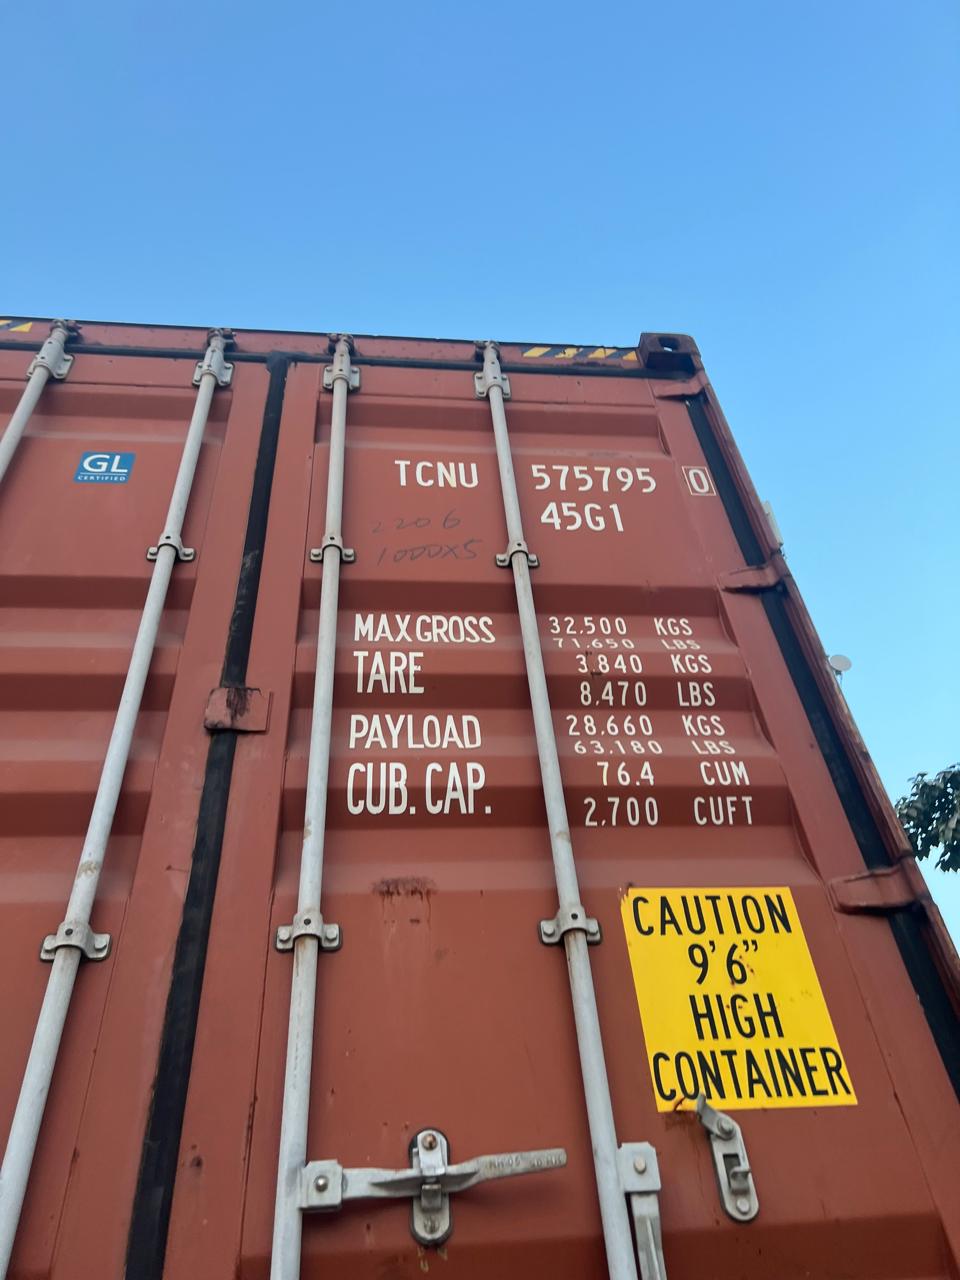 GL
CERTIFIED
TCNU 575795 0
45G1
2206
1000X5
MAX GROSS 32,500 KGS
71,650 LBS
TARE 3,840 KGS
8,470 LBS
PAYLOAD 28,660 KGS
63,180 LBS
CUB. CAP. 76.4 CUM
2,700 CUFT
CAUTION
9'6"
HIGH
CONTAINER